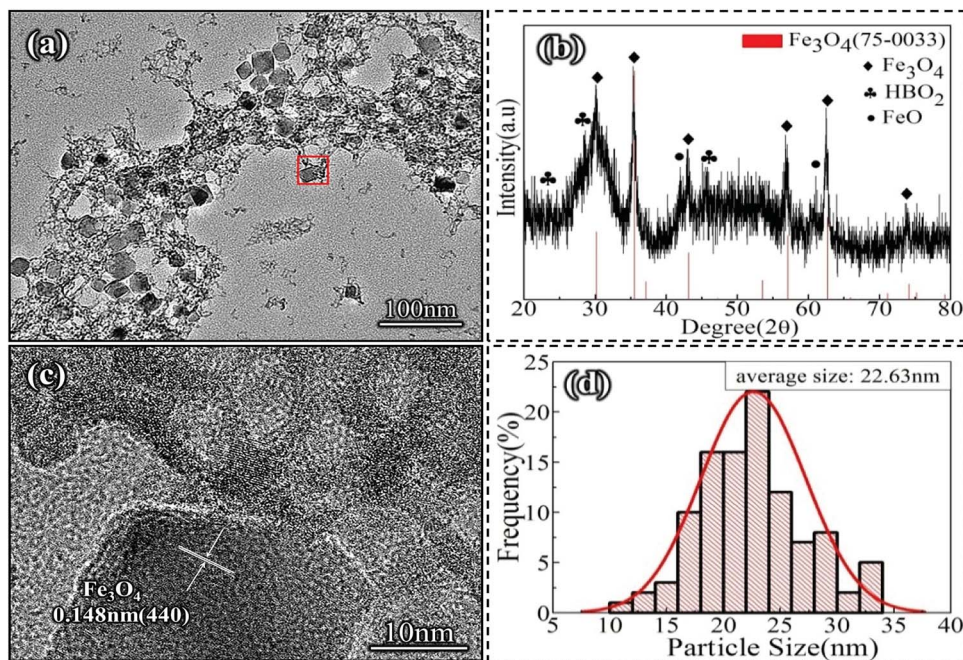 (a)
100nm
(b)
Fe₃O₄(75-0033)
◆ Fe₃O₄
♣ HBO₂
● FeO
Intensity(a.u)
20 30 40 50 60 70 80
Degree(2θ)
(c)
Fe₃O₄
0.148nm(440)
10nm
(d)
average size: 22.63nm
Frequency(%)
25
20
15
10
5
0
5 10 15 20 25 30 35 40
Particle Size(nm)